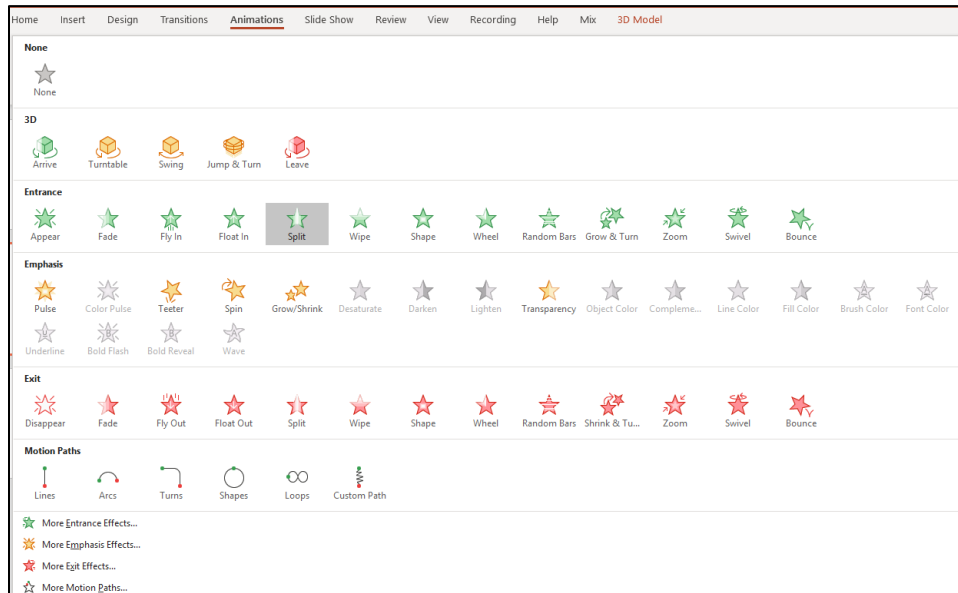 Home Insert Design Transitions Animations Slide Show Review View Recording Help Mix 3D Model
None
None
3D
Arrive Turntable Swing Jump & Turn Leave
Entrance
Appear Fade Fly In Float In Split Wipe Shape Wheel Random Bars Grow & Turn Zoom Swivel Bounce
Emphasis
Pulse Color Pulse Teeter Spin Grow/Shrink Desaturate Darken Lighten Transparency Object Color Compleme... Line Color Fill Color Brush Color Font Color
Underline Bold Flash Bold Reveal Wave
Exit
Disappear Fade Fly Out Float Out Split Wipe Shape Wheel Random Bars Shrink & Tu... Zoom Swivel Bounce
Motion Paths
Lines Arcs Turns Shapes Loops Custom Path
More Entrance Effects...
More Emphasis Effects...
More Exit Effects...
More Motion Paths...